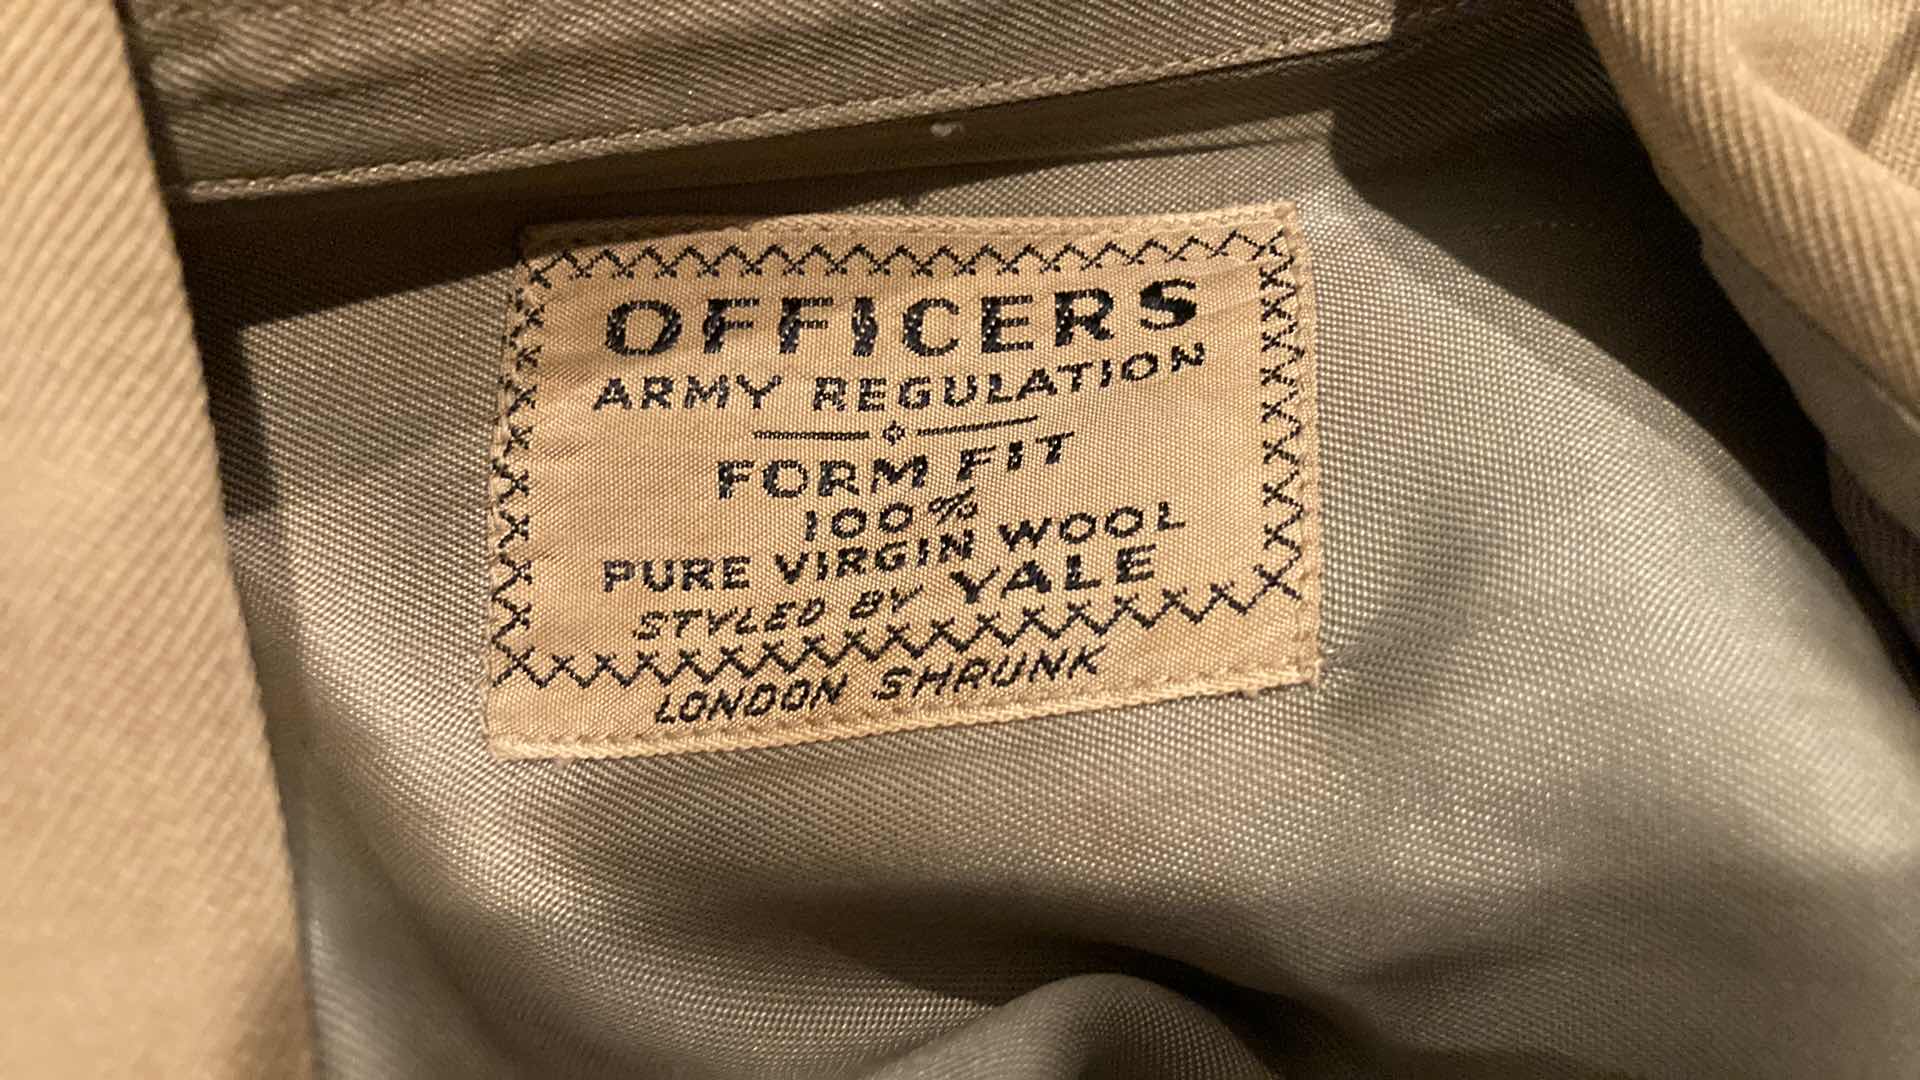 OFFICERS
ARMY REGULATION
FORM FIT
100%
PURE VIRGIN WOOL
STYLED BY YALE
LONDON SHRUNK